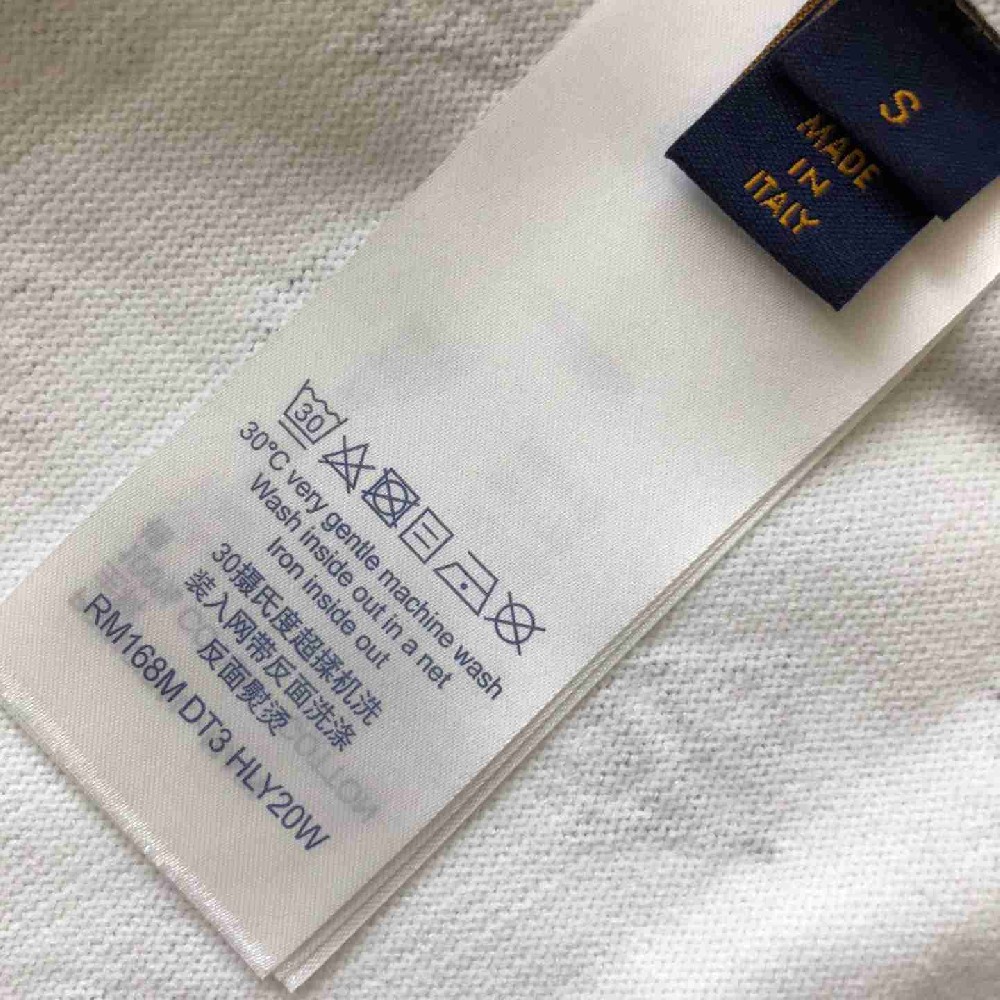 S
MADE
IN
ITALY
30
30°C very gentle machine wash
Wash inside out in a net
Iron inside out
30摄氏度超揉机洗
装入网带反面洗涤
反面熨烫
RM168M DT3 HLY20W